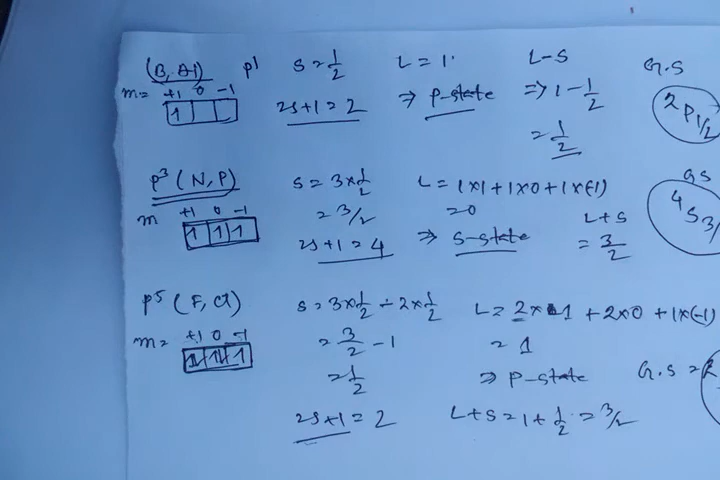 (B, Al) p¹ S = 1/2 L = 1 L-S G.S
m = +1 0 -1 2s+1 = 2 ⇒ p-state ⇒ 1 - 1/2 ²P1/2
1 = 1/2
p³ (N, P) S = 3×1/2 L = 1×1+1×0+1×(-1) GS
m +1 0 -1 = 3/2 = 0 L+S ⁴S3/
1 1 1 2s+1 = 4 ⇒ s-state = 3/2
p⁵ (F, Cl) S = 3×1/2 - 2×1/2 L = 2×1 + 2×0 + 1×(-1)
m = +1 0 -1 = 3/2 - 1 = 1
1 = 1/2 ⇒ p-state G.S = 2
2s+1 = 2 L+S = 1 + 1/2 = 3/2